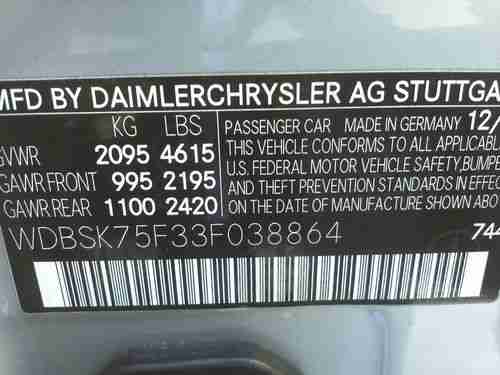 MFD BY DAIMLERCHRYSLER AG STUTTGA
KG LBS
GVWR 2095 4615
GAWR FRONT 995 2195
GAWR REAR 1100 2420
PASSENGER CAR MADE IN GERMANY 12/
THIS VEHICLE CONFORMS TO ALL APPLICABL
U.S. FEDERAL MOTOR VEHICLE SAFETY, BUMPE
AND THEFT PREVENTION STANDARDS IN EFFECT
ON THE DATE OF MANUFACTURE SHOWN ABO
WDBSK75F33F038864
744